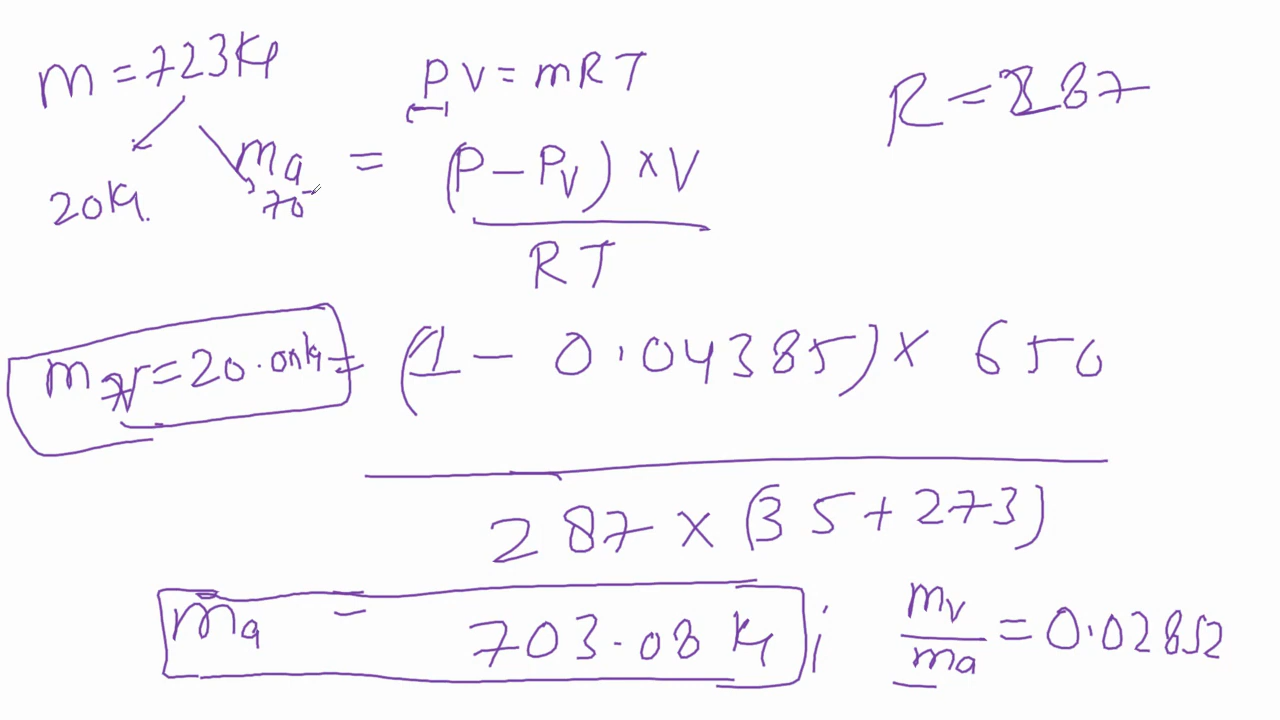 m = 723 Kg
PV = mRT
R = 287
20 Kg.
ma = (P - Pv) × V
70
RT
mv = 20.01 kg = (1 - 0.04385) × 650
287 × (35 + 273)
ma = 703.08 Kg ;
mv
= 0.02852
ma